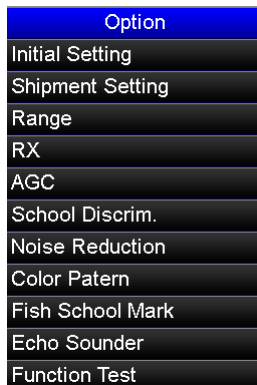 Option
Initial Setting
Shipment Setting
Range
RX
AGC
School Discrim.
Noise Reduction
Color Patern
Fish School Mark
Echo Sounder
Function Test